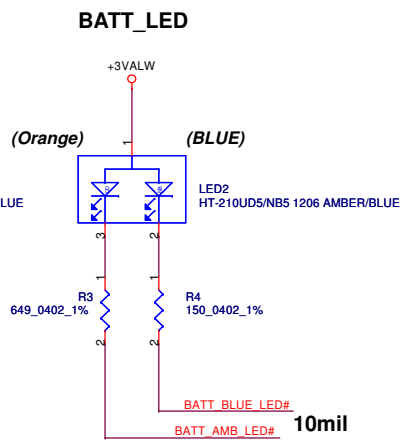 BATT_LED
+3VALW
(Orange)
1
(BLUE)
LED2
HT-210UD5/NB5 1206 AMBER/BLUE
LUE
3
2
1
1
R3
649_0402_1%
R4
150_0402_1%
2
2
BATT_BLUE_LED#
BATT_AMB_LED#
10mil